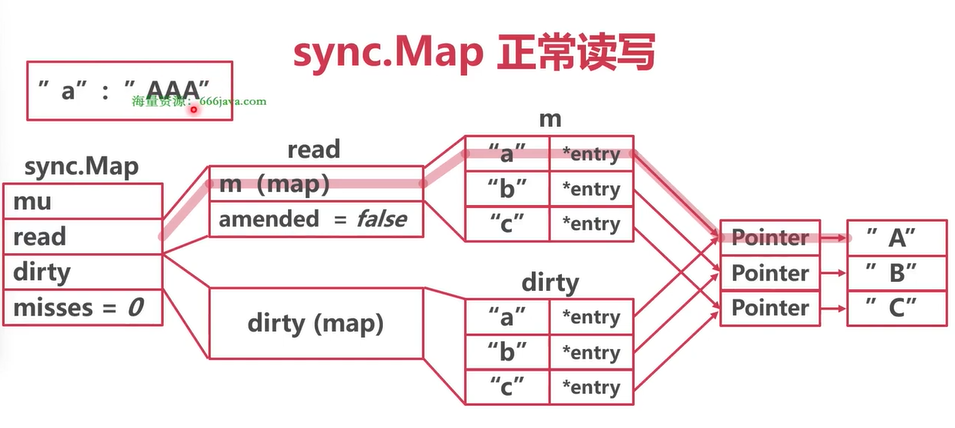 sync.Map 正常读写
”a”：”AAA”
海量资源：666java.com
sync.Map
mu
read
dirty
misses = 0
read
m（map）
amended = false
dirty (map)
m
“a” *entry
“b” *entry
“c” *entry
dirty
“a” *entry
“b” *entry
“c” *entry
Pointer ”A”
Pointer ”B”
Pointer ”C”